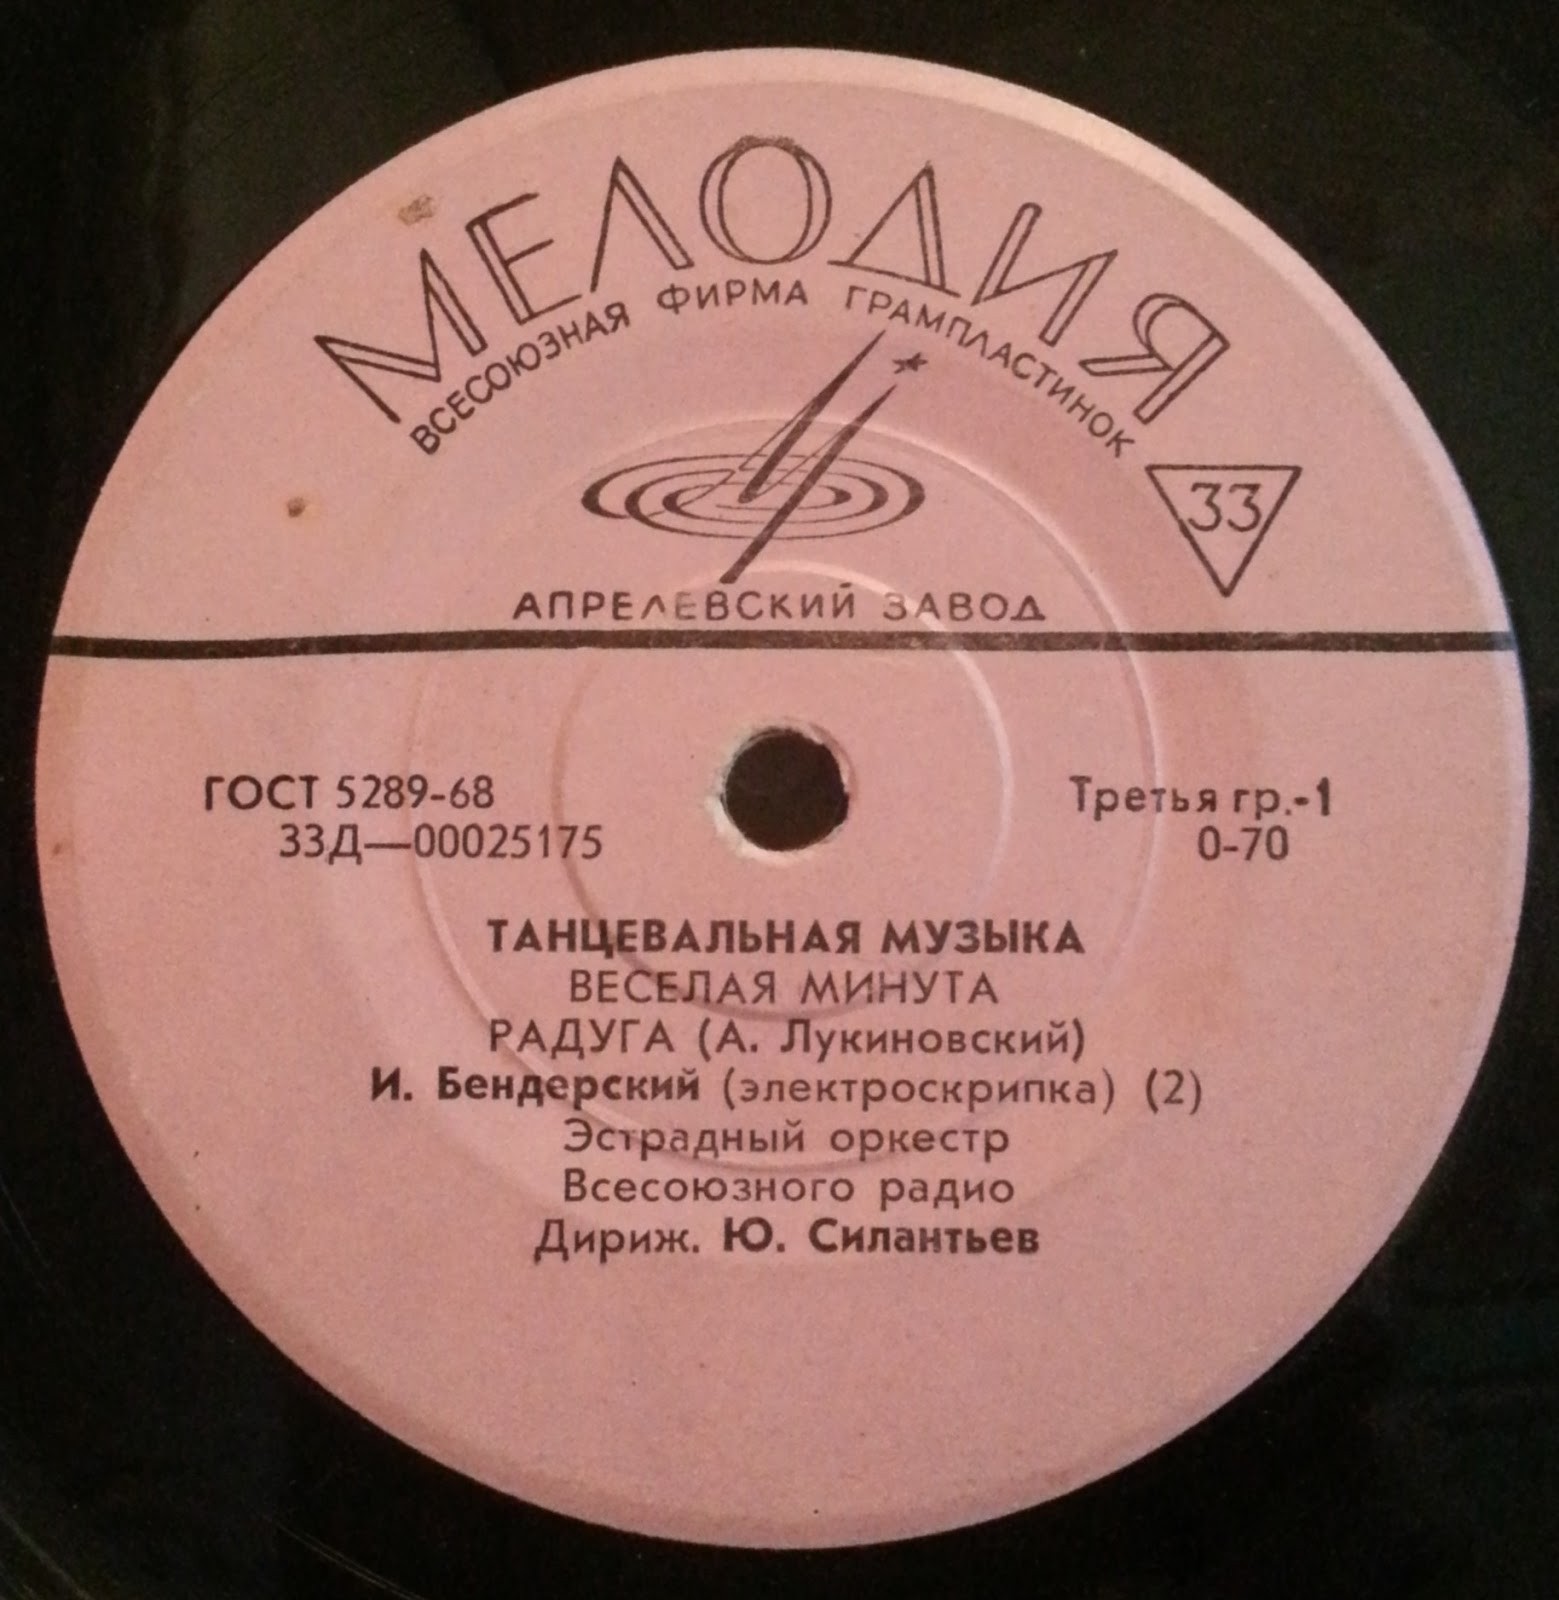 МЕЛОДИЯ
ВСЕСОЮЗНАЯ ФИРМА ГРАМПЛАСТИНОК
33
АПРЕЛЕВСКИЙ ЗАВОД
ГОСТ 5289-68
33Д—00025175
Третья гр.-1
0-70
ТАНЦЕВАЛЬНАЯ МУЗЫКА
ВЕСЕЛАЯ МИНУТА
РАДУГА (А. Лукиновский)
И. Бендерский (электроскрипка) (2)
Эстрадный оркестр
Всесоюзного радио
Дириж. Ю. Силантьев